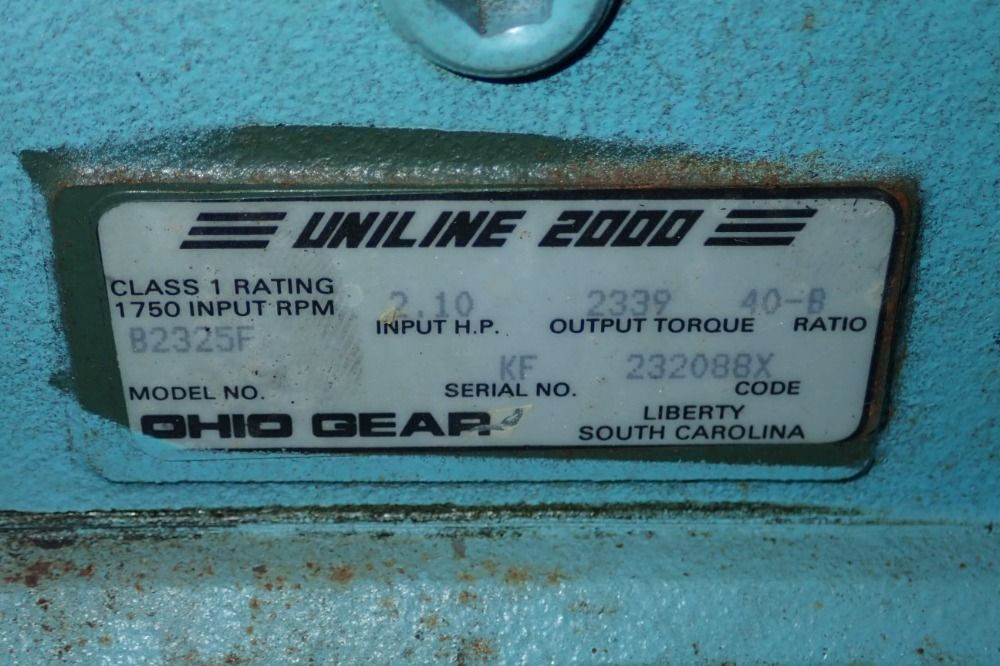 UNILINE 2000
CLASS 1 RATING
1750 INPUT RPM 2.10 2339 40-B
INPUT H.P. OUTPUT TORQUE RATIO
B2325F KF 232088X
MODEL NO. SERIAL NO. CODE
OHIO GEAR LIBERTY
SOUTH CAROLINA